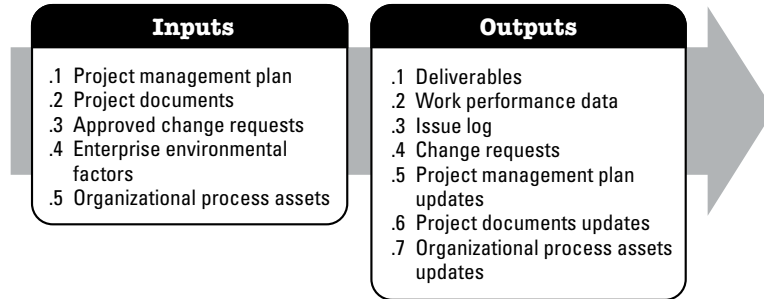 Inputs
.1 Project management plan
.2 Project documents
.3 Approved change requests
.4 Enterprise environmental
factors
.5 Organizational process assets
Outputs
.1 Deliverables
.2 Work performance data
.3 Issue log
.4 Change requests
.5 Project management plan
updates
.6 Project documents updates
.7 Organizational process assets
updates